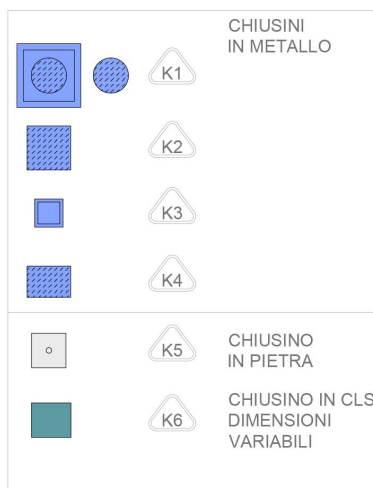 CHIUSINI
IN METALLO
K1
K2
K3
K4
K5
CHIUSINO
IN PIETRA
K6
CHIUSINO IN CLS
DIMENSIONI
VARIABILI